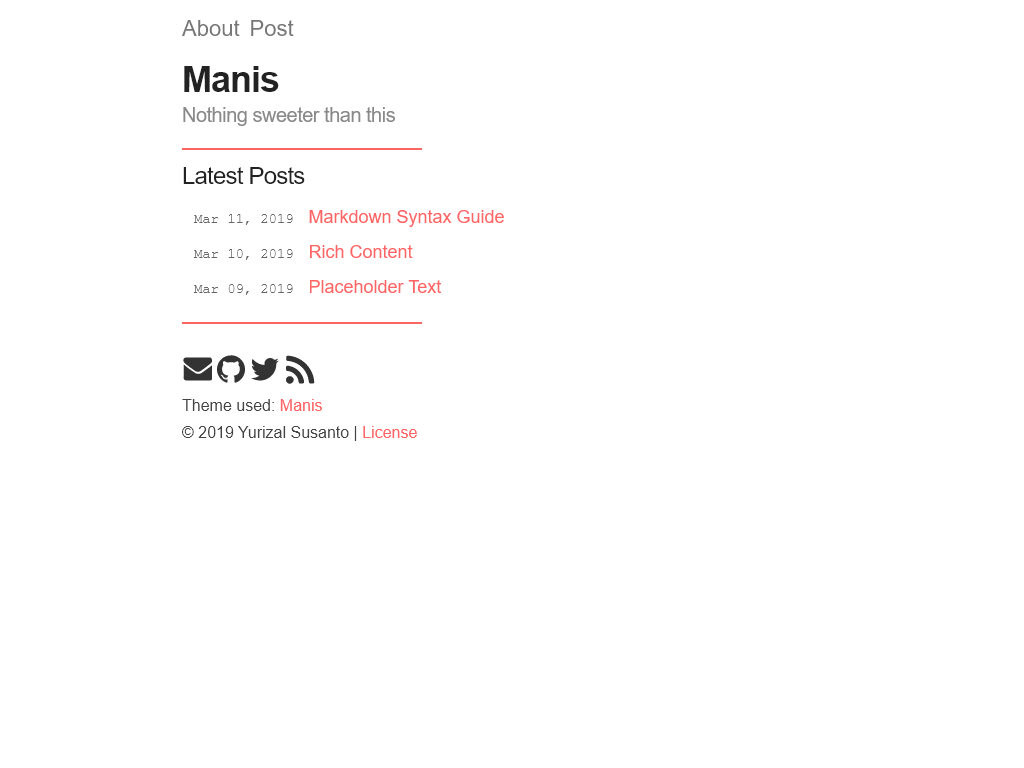 About Post
Manis
Nothing sweeter than this
Latest Posts
Mar 11, 2019 Markdown Syntax Guide
Mar 10, 2019 Rich Content
Mar 09, 2019 Placeholder Text
Theme used: Manis
© 2019 Yurizal Susanto | License